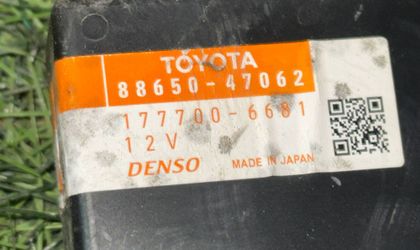 TOYOTA
88650-47062
177700-6681
12V
DENSO MADE IN JAPAN